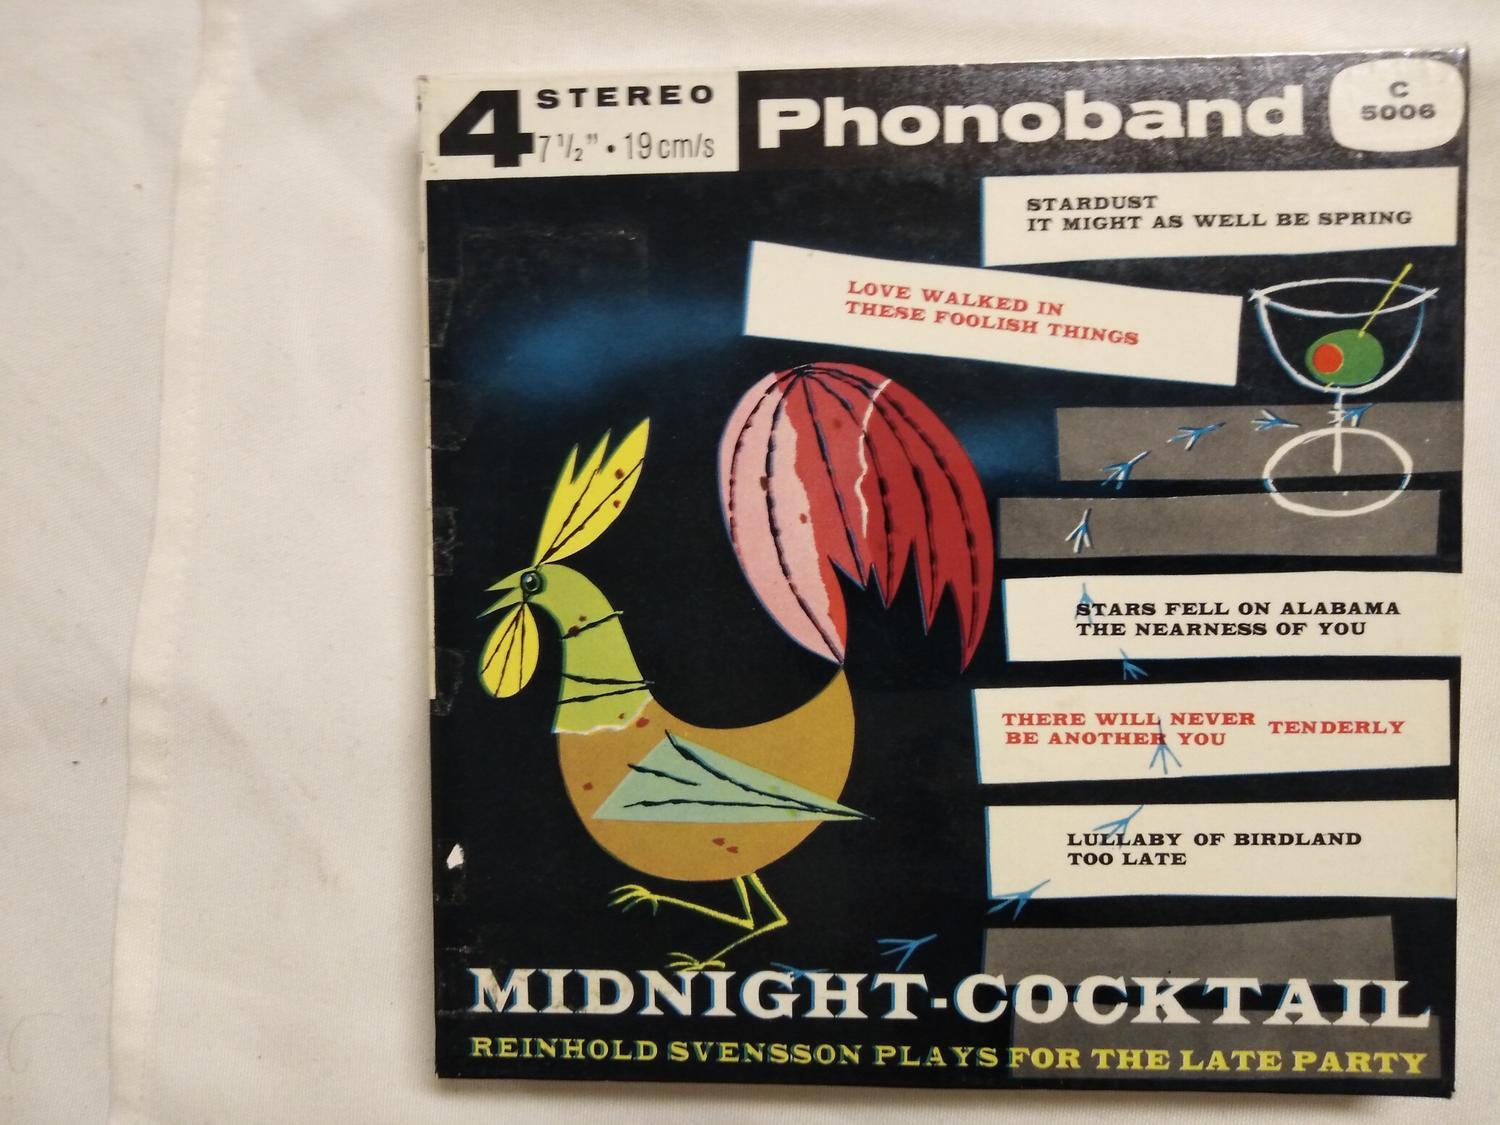 4 STEREO
7 1/2" • 19 cm/s
Phonoband
C
5006
STARDUST
IT MIGHT AS WELL BE SPRING
LOVE WALKED IN
THESE FOOLISH THINGS
STARS FELL ON ALABAMA
THE NEARNESS OF YOU
THERE WILL NEVER
BE ANOTHER YOU
TENDERLY
LULLABY OF BIRDLAND
TOO LATE
MIDNIGHT-COCKTAIL
REINHOLD SVENSSON PLAYS FOR THE LATE PARTY